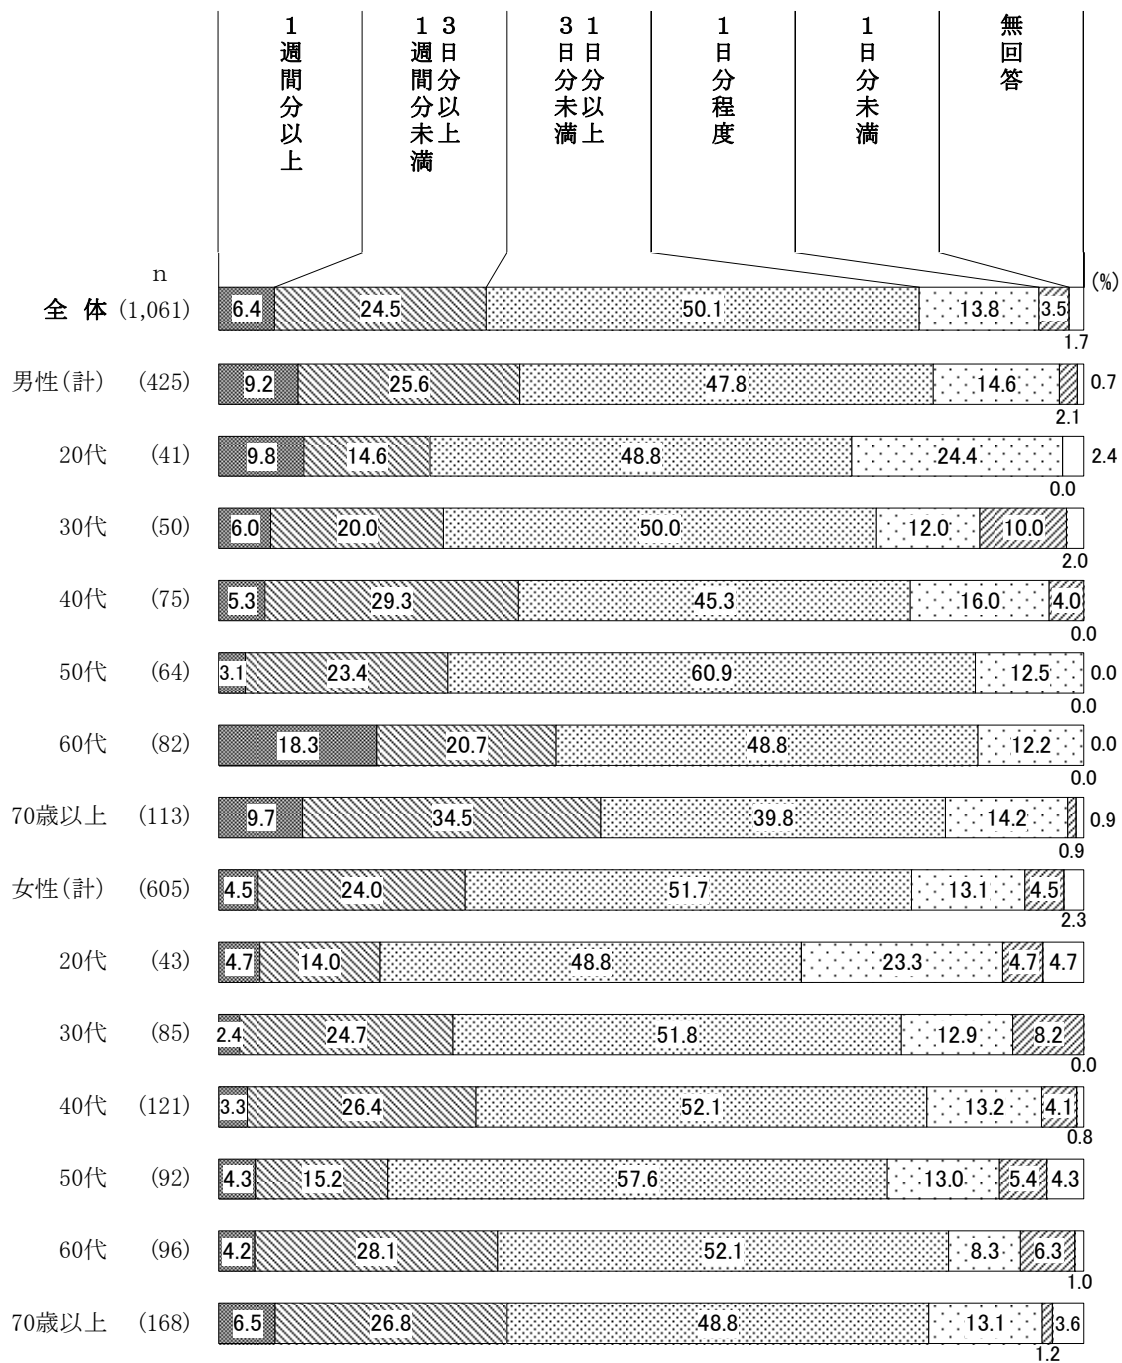 １週間分以上
３日分以上
１週間分未満
１日分以上
３日分未満
１日分程度
１日分未満
無回答
n
(%)
全 体 (1,061) 6.4 24.5 50.1 13.8 3.5
1.7
男性(計) (425) 9.2 25.6 47.8 14.6 0.7
2.1
20代 (41) 9.8 14.6 48.8 24.4 2.4
0.0
30代 (50) 6.0 20.0 50.0 12.0 10.0
2.0
40代 (75) 5.3 29.3 45.3 16.0 4.0
0.0
50代 (64) 3.1 23.4 60.9 12.5 0.0
0.0
60代 (82) 18.3 20.7 48.8 12.2 0.0
0.0
70歳以上 (113) 9.7 34.5 39.8 14.2 0.9
0.9
女性(計) (605) 4.5 24.0 51.7 13.1 4.5
2.3
20代 (43) 4.7 14.0 48.8 23.3 4.7 4.7
30代 (85) 2.4 24.7 51.8 12.9 8.2
0.0
40代 (121) 3.3 26.4 52.1 13.2 4.1
0.8
50代 (92) 4.3 15.2 57.6 13.0 5.4 4.3
60代 (96) 4.2 28.1 52.1 8.3 6.3
1.0
70歳以上 (168) 6.5 26.8 48.8 13.1 3.6
1.2